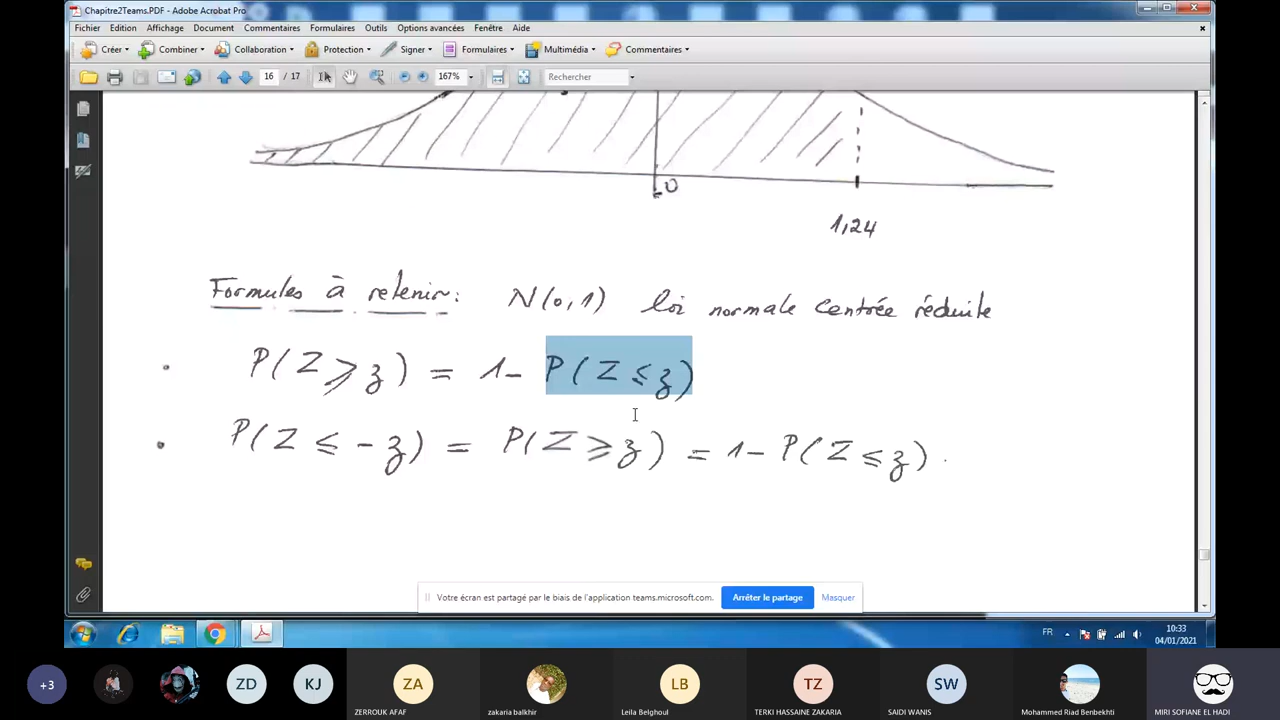 Chapitre2Teams.PDF - Adobe Acrobat Pro
Fichier Edition Affichage Document Commentaires Formulaires Outils Options avancées Fenêtre Aide
Créer Combiner Collaboration Protection Signer Formulaires Multimédia Commentaires
16 / 17 167% Rechercher
0
1,24
Formules à retenir: N(0,1) loi normale centrée réduite
• P(Z ⩾ z) = 1- P(Z ≤ z)
• P(Z ≤ - z) = P(Z ≥ z) = 1- P(Z ≤ z).
Votre écran est partagé par le biais de l'application teams.microsoft.com. Arrêter le partage Masquer
FR 10:33
04/01/2021
+3 ZD KJ ZA LB TZ SW
ZERROUK AFAF zakaria balkhir Leila Belghoul TERKI HASSAINE ZAKARIA SAIDI WANIS Mohammed Riad Benbekhti MIRI SOFIANE EL HADI